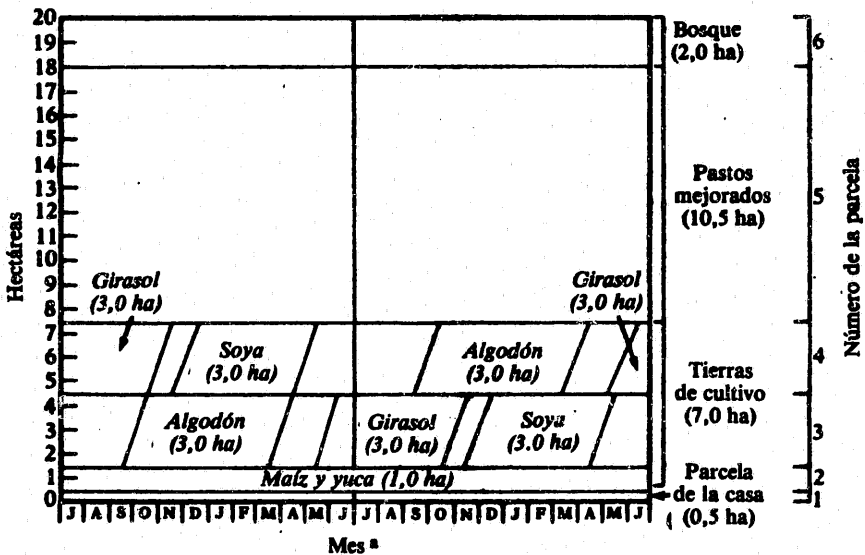 Hectáreas
20
18
17
16
15
14
13
12
11
10
9
8
7
6
5
4
3
2
1
0
Girasol
(3,0 ha)
Girasol
(3,0 ha)
Soya
(3,0 ha)
Algodón
(3,0 ha)
Algodón
(3,0 ha)
Girasol
(3,0 ha)
Soya
(3.0 ha)
Maíz y yuca (1,0 ha)
J A S O N D J F M A M J J A S O N D J F M A M J
Mes a
Bosque
(2,0 ha)
Pastos
mejorados
(10,5 ha)
Tierras
de cultivo
(7,0 ha)
Parcela
de la casa
(0,5 ha)
6
5
4
3
2
1
Número de la parcela